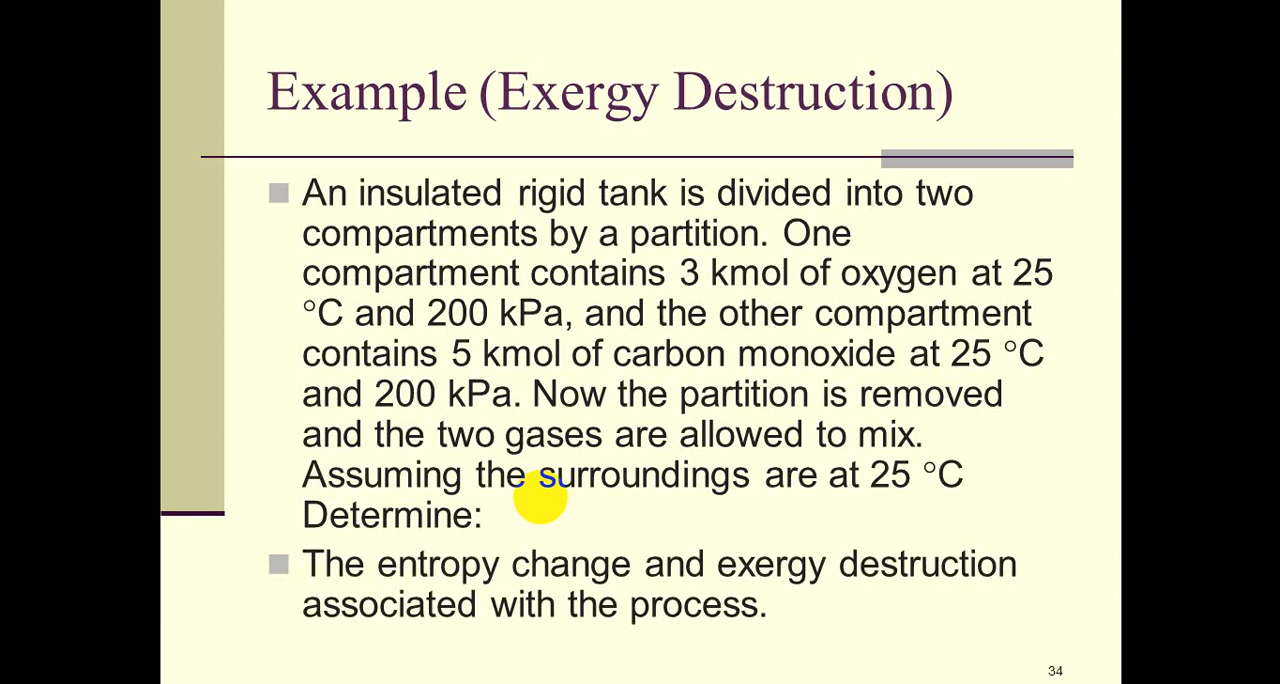 Example (Exergy Destruction)
An insulated rigid tank is divided into two
compartments by a partition. One
compartment contains 3 kmol of oxygen at 25
°C and 200 kPa, and the other compartment
contains 5 kmol of carbon monoxide at 25 °C
and 200 kPa. Now the partition is removed
and the two gases are allowed to mix.
Assuming the surroundings are at 25 °C
Determine:
The entropy change and exergy destruction
associated with the process.
34